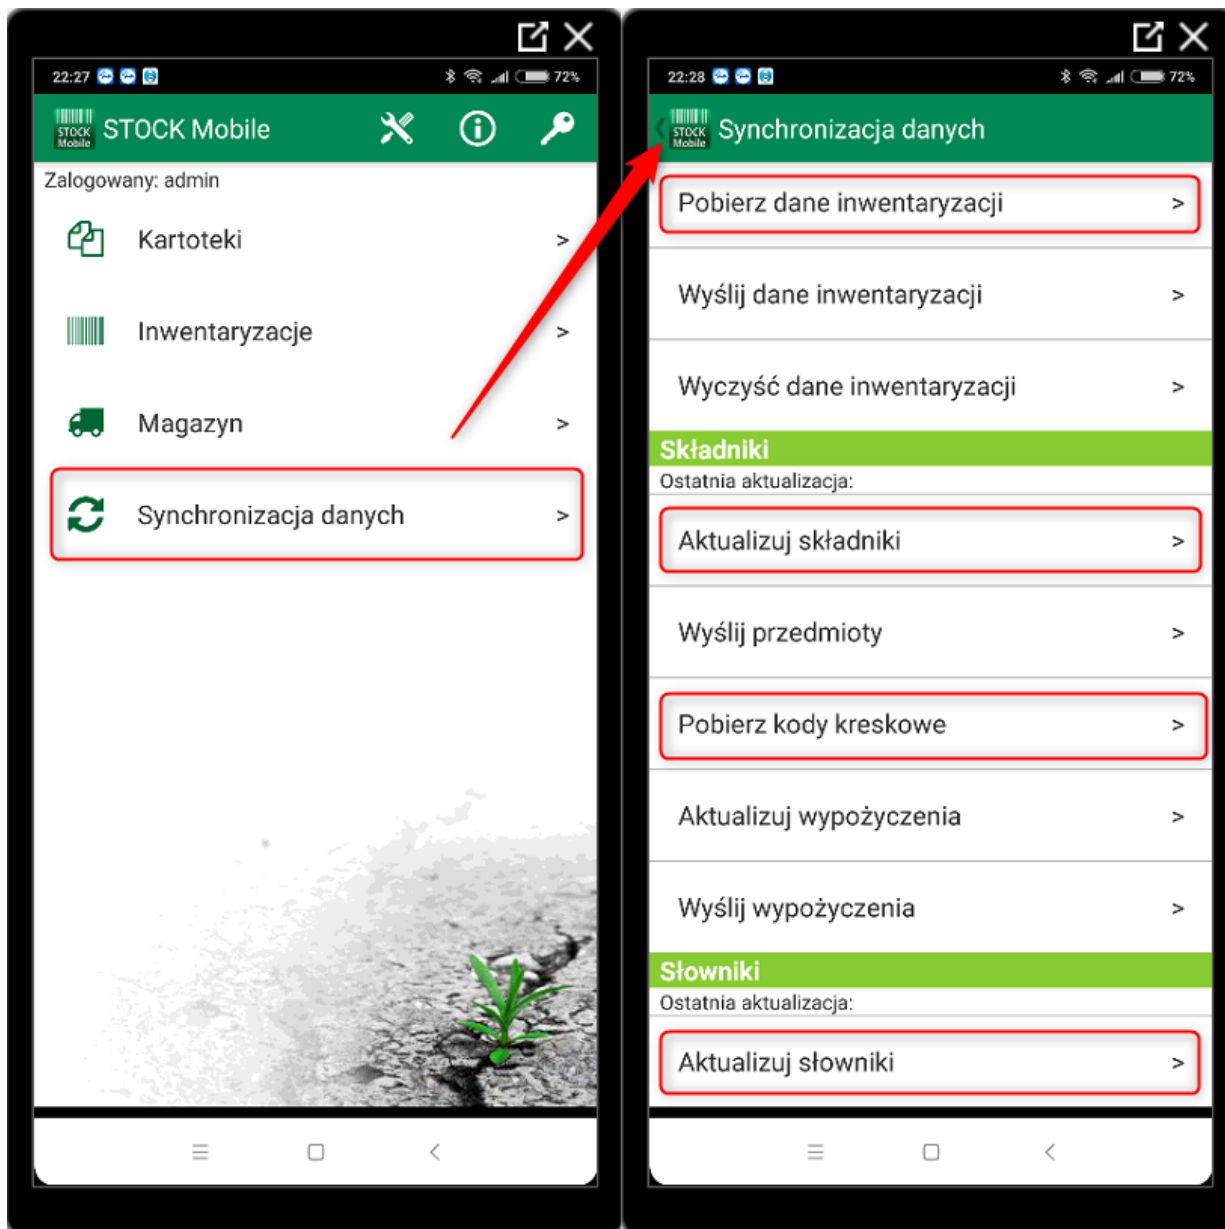 22:27
72%
STOCK
Mobile
STOCK Mobile
Zalogowany: admin
Kartoteki >
Inwentaryzacje >
Magazyn >
Synchronizacja danych >
22:28
72%
STOCK
Mobile
Synchronizacja danych
Pobierz dane inwentaryzacji >
Wyślij dane inwentaryzacji >
Wyczyść dane inwentaryzacji >
Składniki
Ostatnia aktualizacja:
Aktualizuj składniki >
Wyślij przedmioty >
Pobierz kody kreskowe >
Aktualizuj wypożyczenia >
Wyślij wypożyczenia >
Słowniki
Ostatnia aktualizacja:
Aktualizuj słowniki >